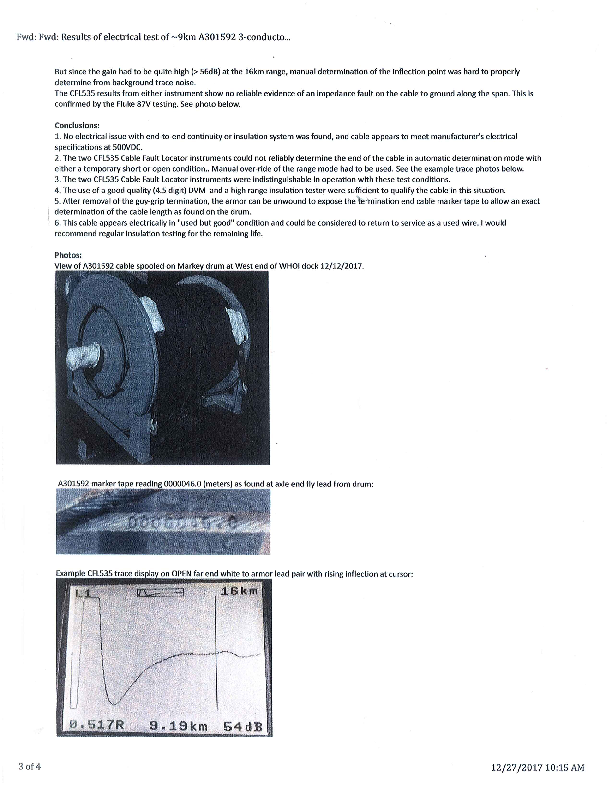 Fwd: Fwd: Results of electrical test of ~9km A301592 3-conducto...
But since the gain had to be quite high (> 56dB) at the 16km range, manual determination of the inflection point was hard to properly
determine from background trace noise.
The CFL535 results from either instrument show no reliable evidence of an impedance fault on the cable to ground along the span. This is
confirmed by the Fluke 87V testing. See photo below.
Conclusions:
1. No electrical issue with end-to-end continuity or insulation system was found, and cable appears to meet manufacturer's electrical
specifications at 500VDC.
2. The two CFL535 Cable Fault Locator instruments could not reliably determine the end of the cable in automatic determination mode with
either a temporary short or open condition.. Manual over-ride of the range mode had to be used. See the example trace photos below.
3. The two CFL535 Cable Fault Locator instruments were indistinguishable in operation with these test conditions.
4. The use of a good quality (4.5 digit) DVM and a high range insulation tester were sufficient to qualify the cable in this situation.
5. After removal of the guy-grip termination, the armor can be unwound to expose the termination end cable marker tape to allow an exact
determination of the cable length as found on the drum.
6. This cable appears electrically in "used but good" condition and could be considered to return to service as a used wire. I would
recommend regular insulation testing for the remaining life.
Photos:
View of A301592 cable spooled on Markey drum at West end of WHOI dock 12/12/2017.
A301592 marker tape reading 0000046.0 (meters) as found at axle end fly lead from drum:
Example CFL535 trace display on OPEN far end white to armor lead pair with rising inflection at cursor:
L1 16km
0.517R 9.19km 54dB
3 of 4 12/27/2017 10:15 AM